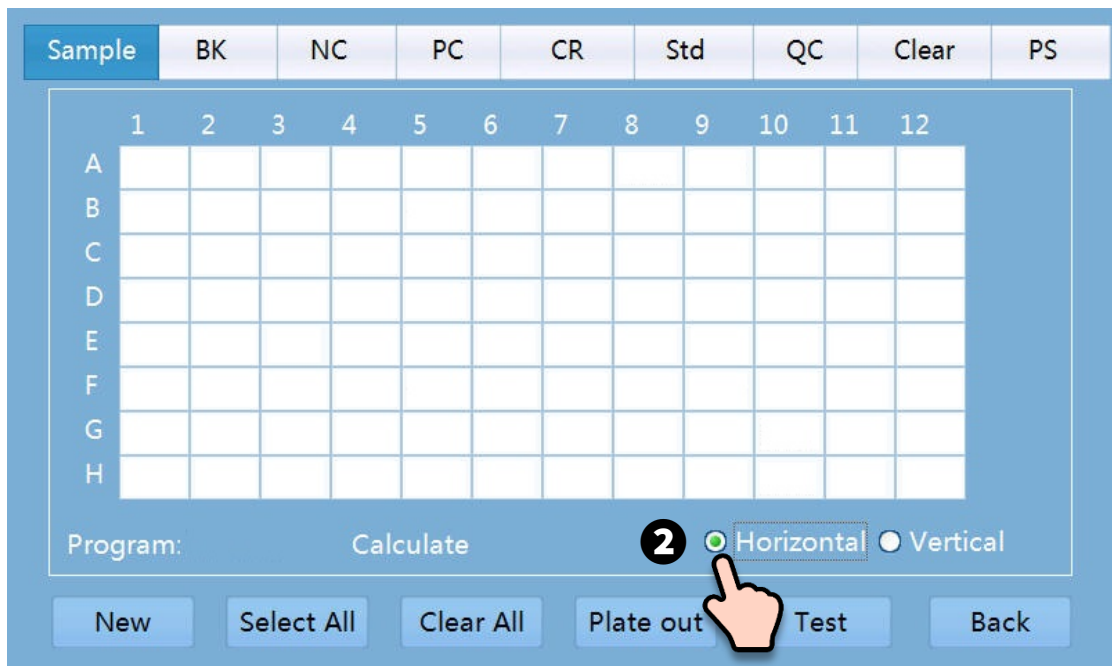 Sample BK NC PC CR Std QC Clear PS
1 2 3 4 5 6 7 8 9 10 11 12
A
B
C
D
E
F
G
H
Program: Calculate 2 Horizontal Vertical
New Select All Clear All Plate out Test Back